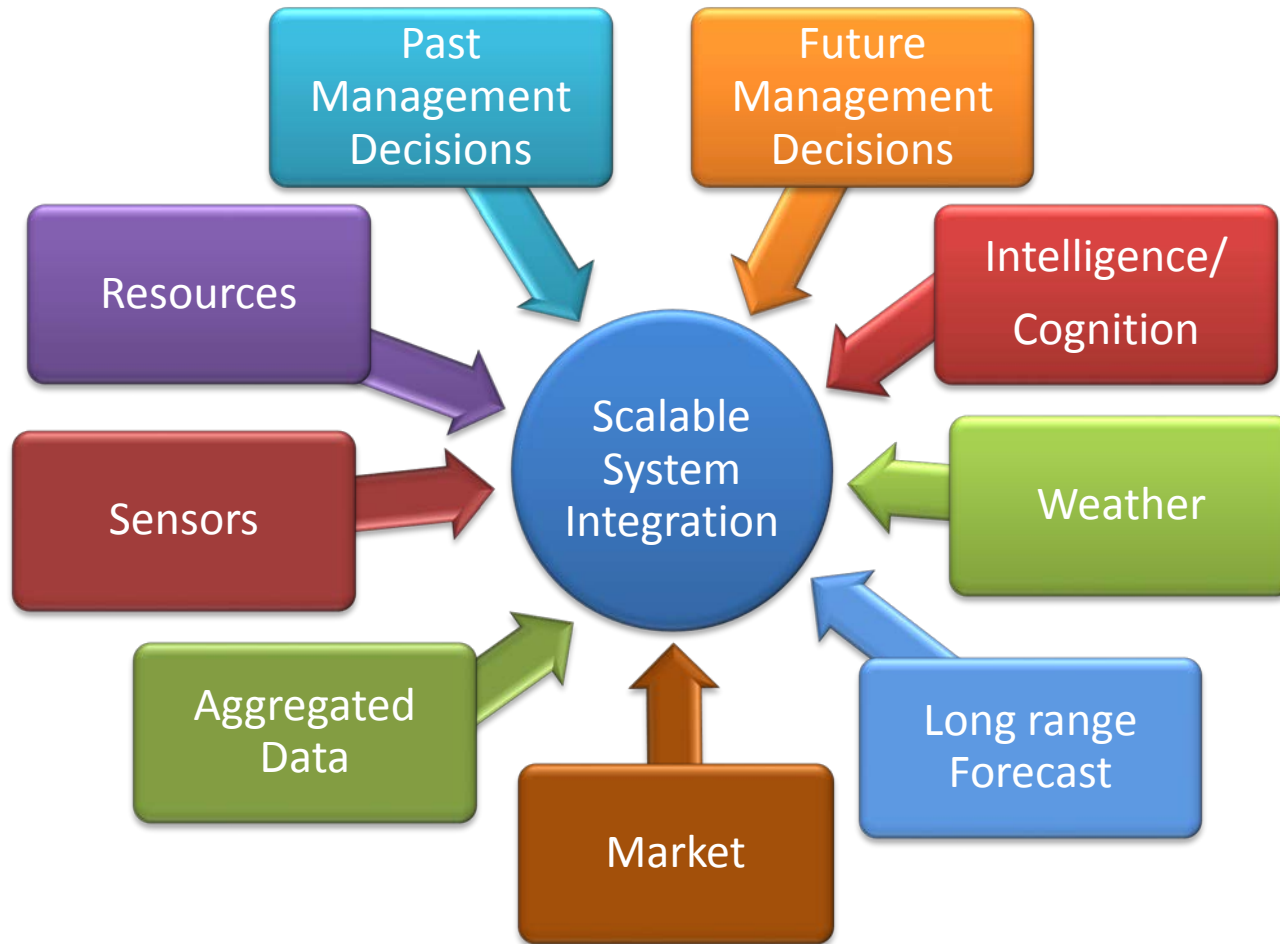 Past
Management
Decisions
Future
Management
Decisions
Resources
Intelligence/
Cognition
Scalable
System
Integration
Sensors
Weather
Aggregated
Data
Long range
Forecast
Market